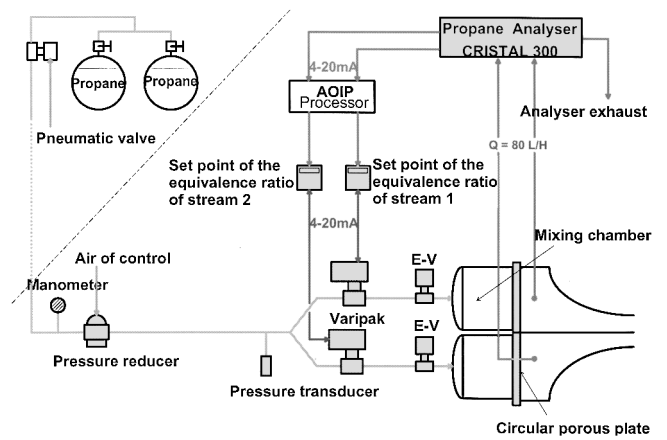 Propane Analyser
CRISTAL 300
4-20mA
AOIP
Processor
Propane
Propane
Analyser exhaust
Pneumatic valve
Q = 80 L/H
Set point of the
equivalence ratio
of stream 2
Set point of the
equivalence ratio
of stream 1
4-20mA
Mixing chamber
Air of control
E-V
Manometer
Varipak
E-V
Pressure reducer
Pressure transducer
Circular porous plate